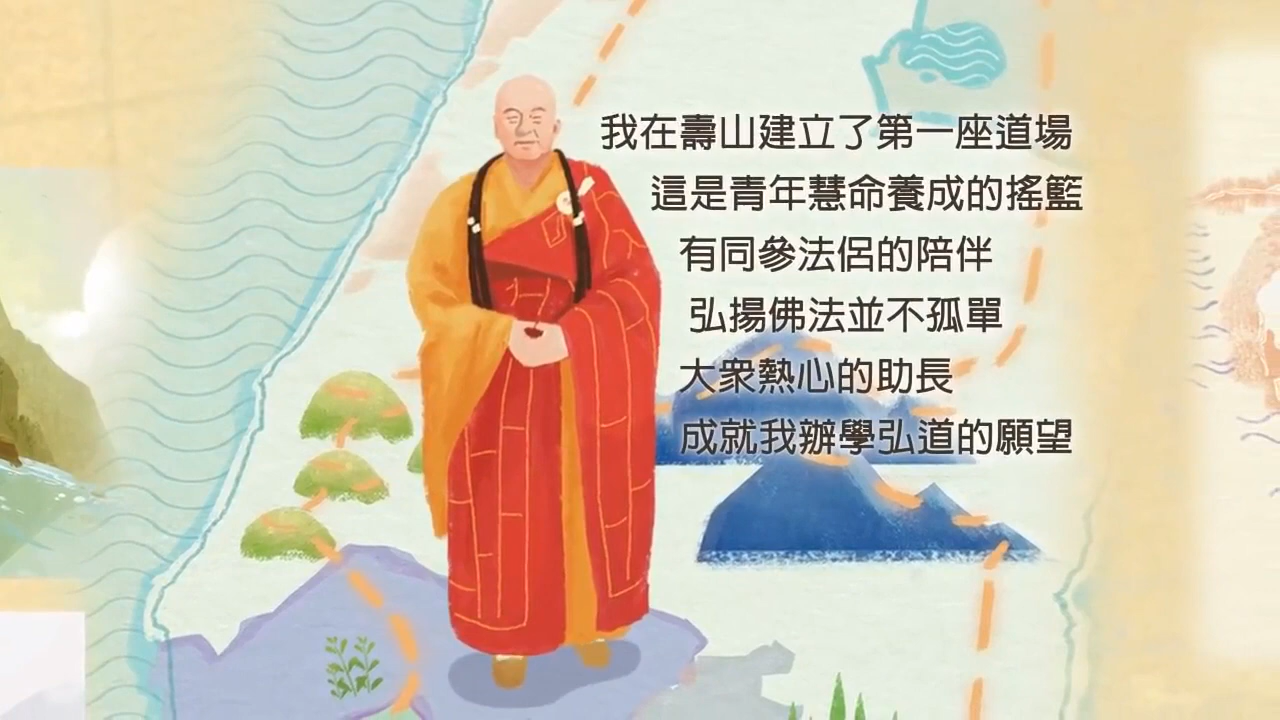 我在壽山建立了第一座道場
這是青年慧命養成的搖籃
有同參法侶的陪伴
弘揚佛法並不孤單
大眾熱心的助長
成就我辦學弘道的願望